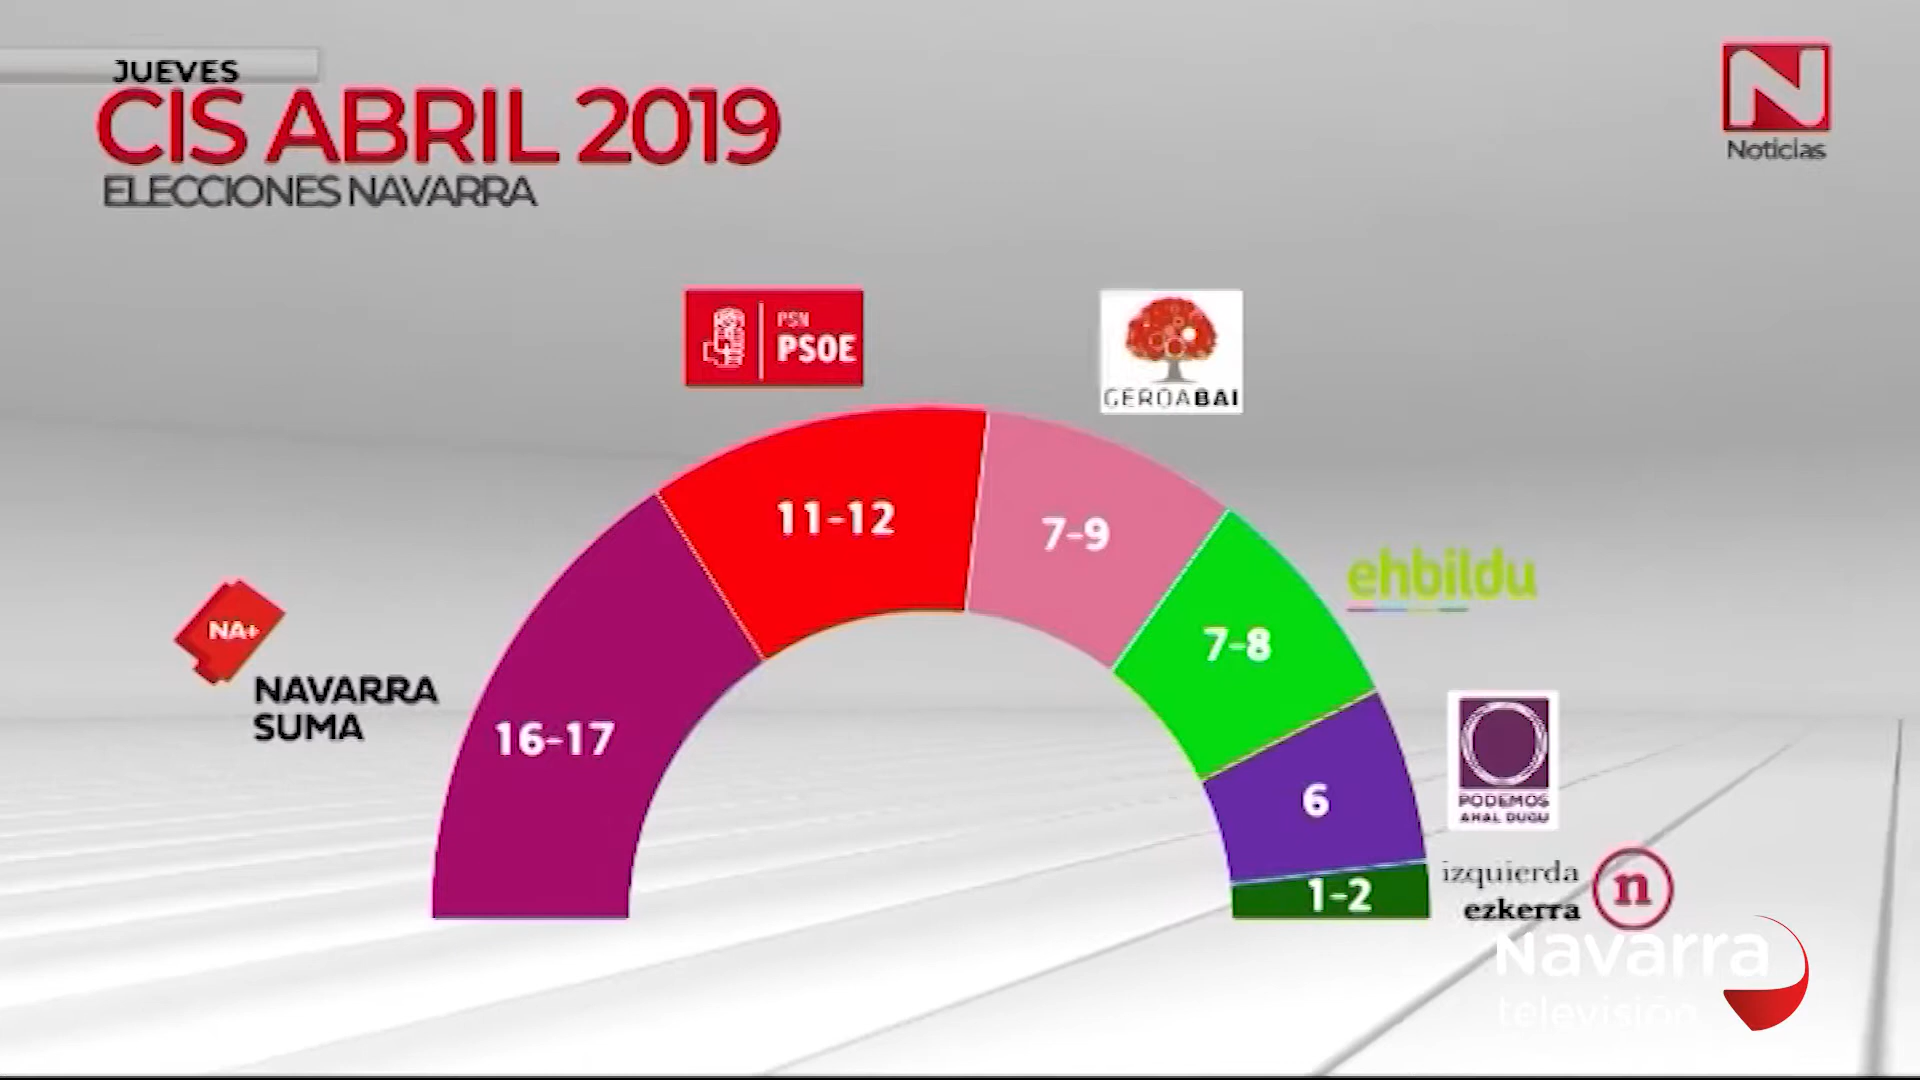 JUEVES
CIS ABRIL 2019
ELECCIONES NAVARRA
N
Noticias
PSN
PSOE
GEROABAI
11-12
7-9
ehbildu
NA+
NAVARRA
SUMA
7-8
16-17
6
PODEMOS
AHAL DUGU
1-2
izquierda
ezkerra
n
Navarra
televisión